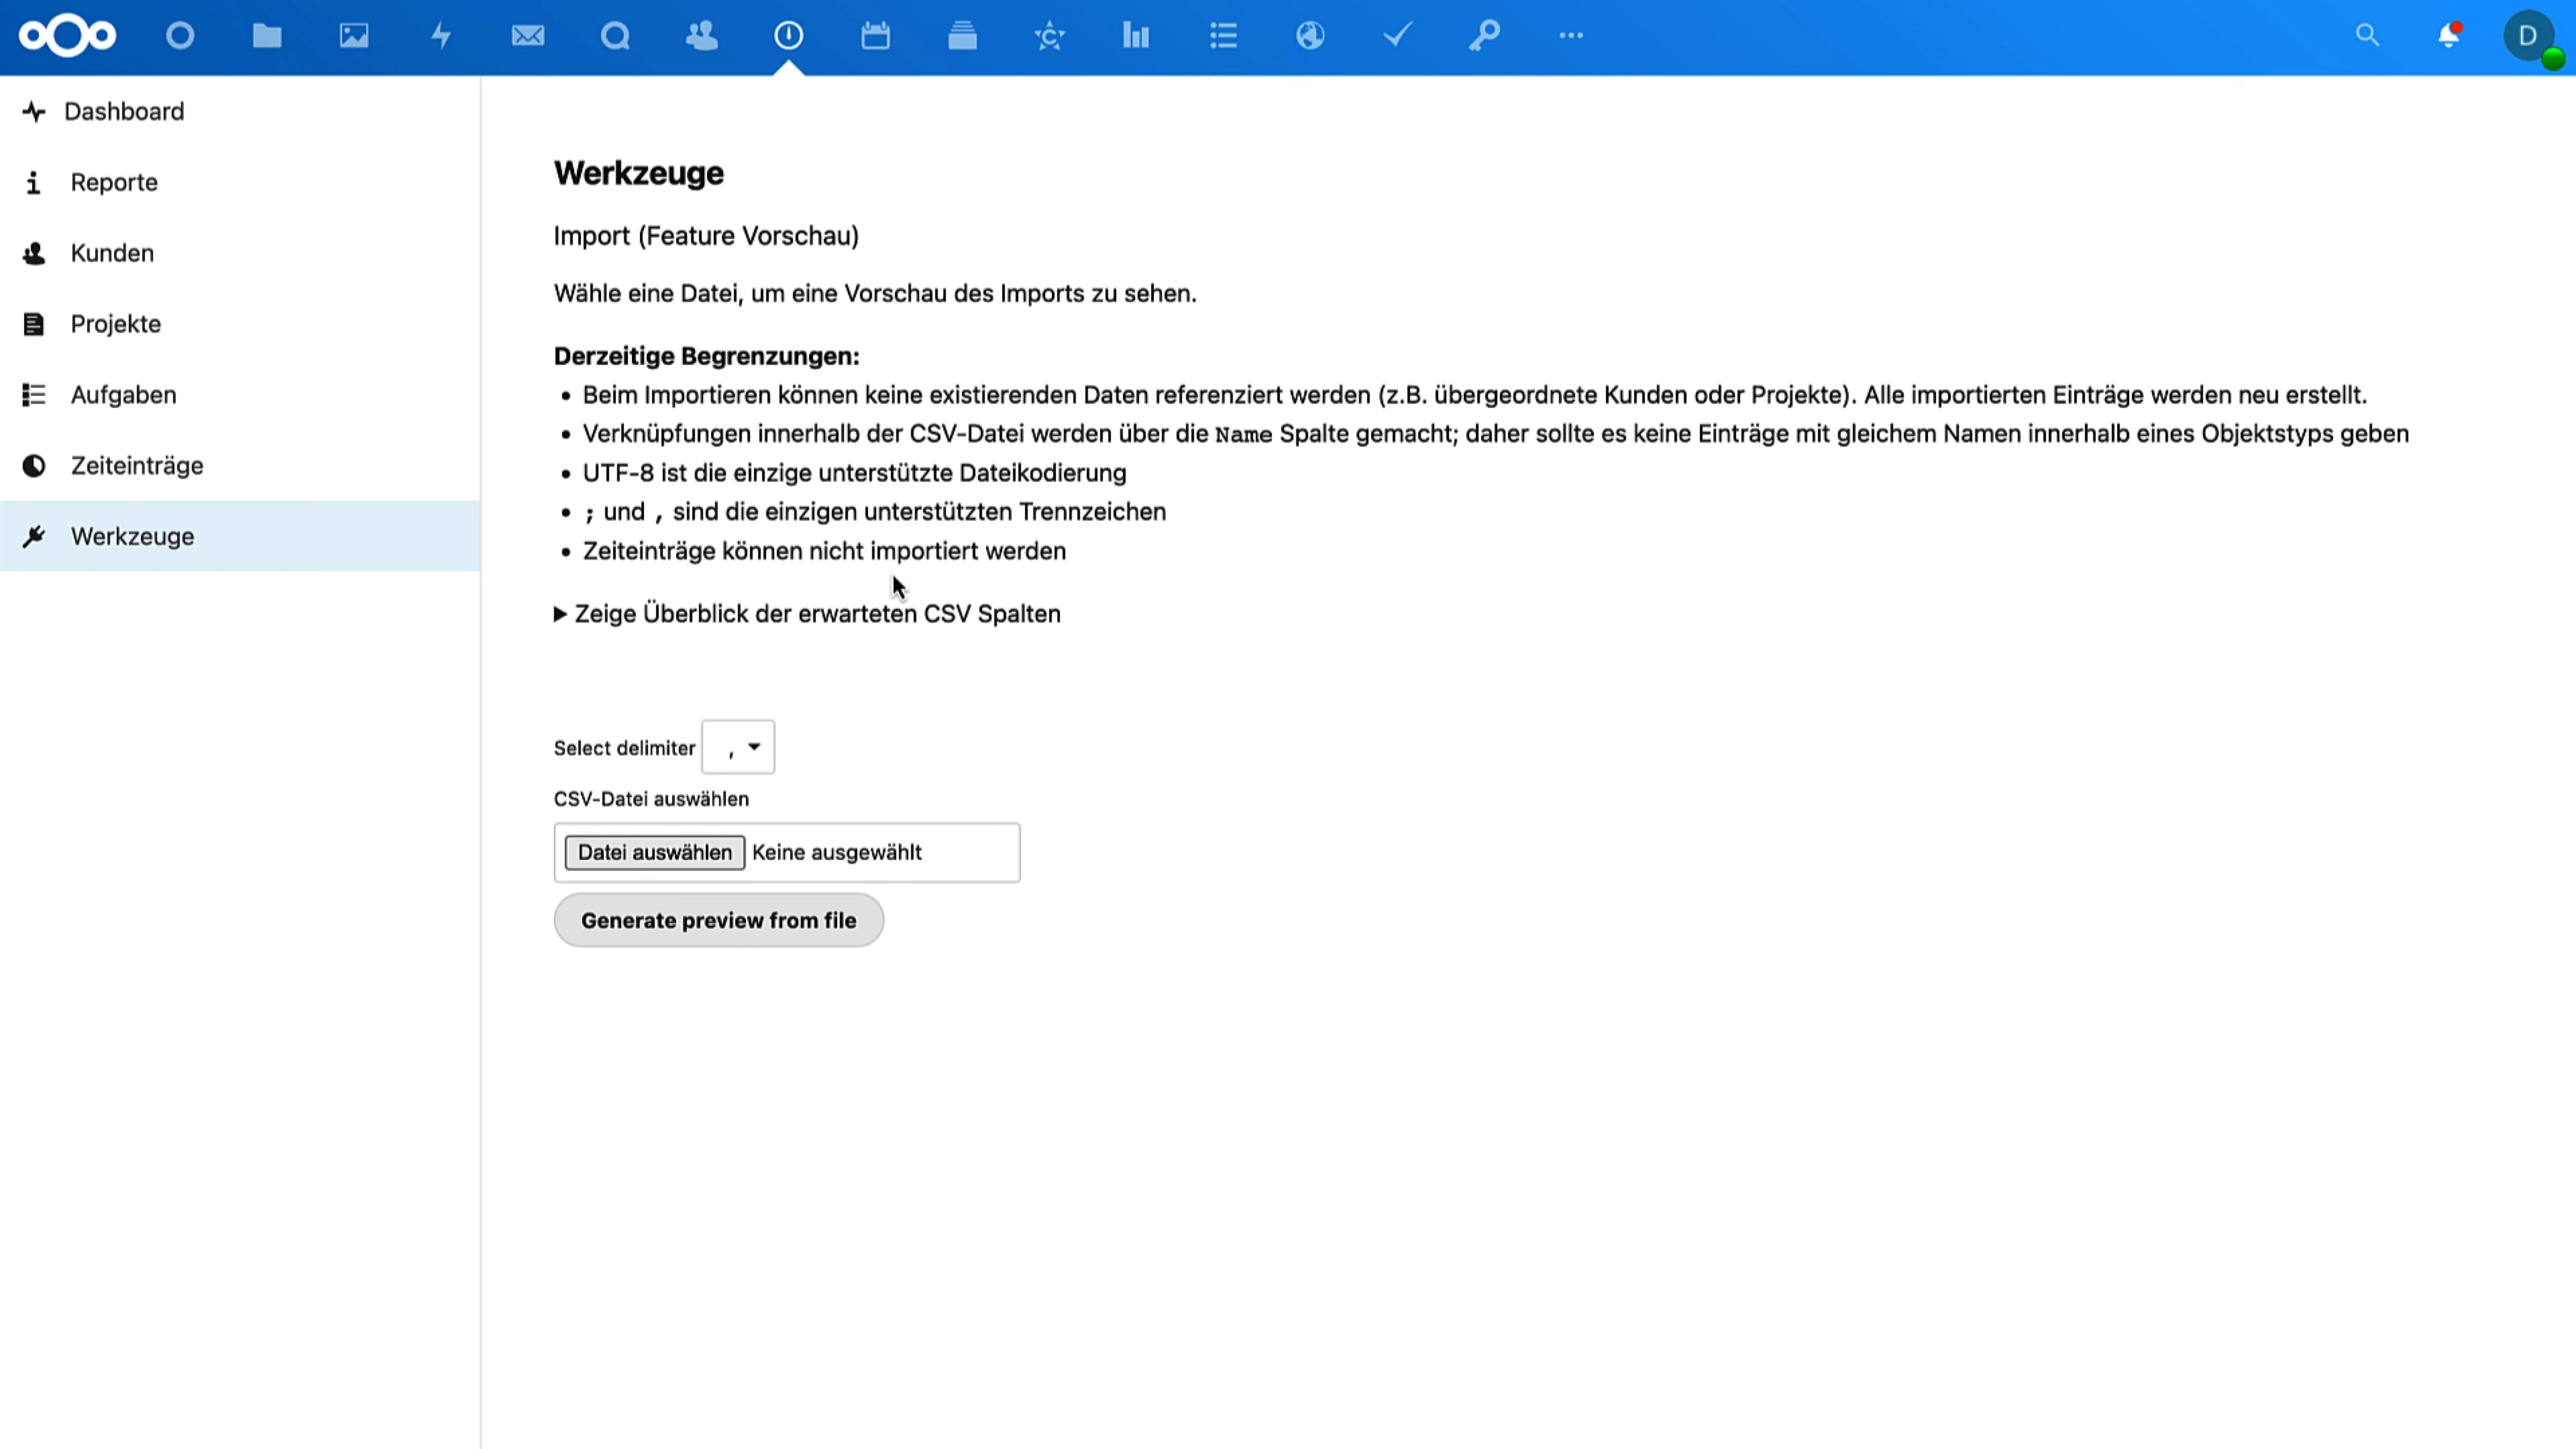 D
Dashboard
Reporte
Kunden
Projekte
Aufgaben
Zeiteinträge
Werkzeuge
Werkzeuge
Import (Feature Vorschau)
Wähle eine Datei, um eine Vorschau des Imports zu sehen.
Derzeitige Begrenzungen:
• Beim Importieren können keine existierenden Daten referenziert werden (z.B. übergeordnete Kunden oder Projekte). Alle importierten Einträge werden neu erstellt.
• Verknüpfungen innerhalb der CSV-Datei werden über die Name Spalte gemacht; daher sollte es keine Einträge mit gleichem Namen innerhalb eines Objektstyps geben
• UTF-8 ist die einzige unterstützte Dateikodierung
• ; und , sind die einzigen unterstützten Trennzeichen
• Zeiteinträge können nicht importiert werden
▶ Zeige Überblick der erwarteten CSV Spalten
Select delimiter ,
CSV-Datei auswählen
Datei auswählen Keine ausgewählt
Generate preview from file